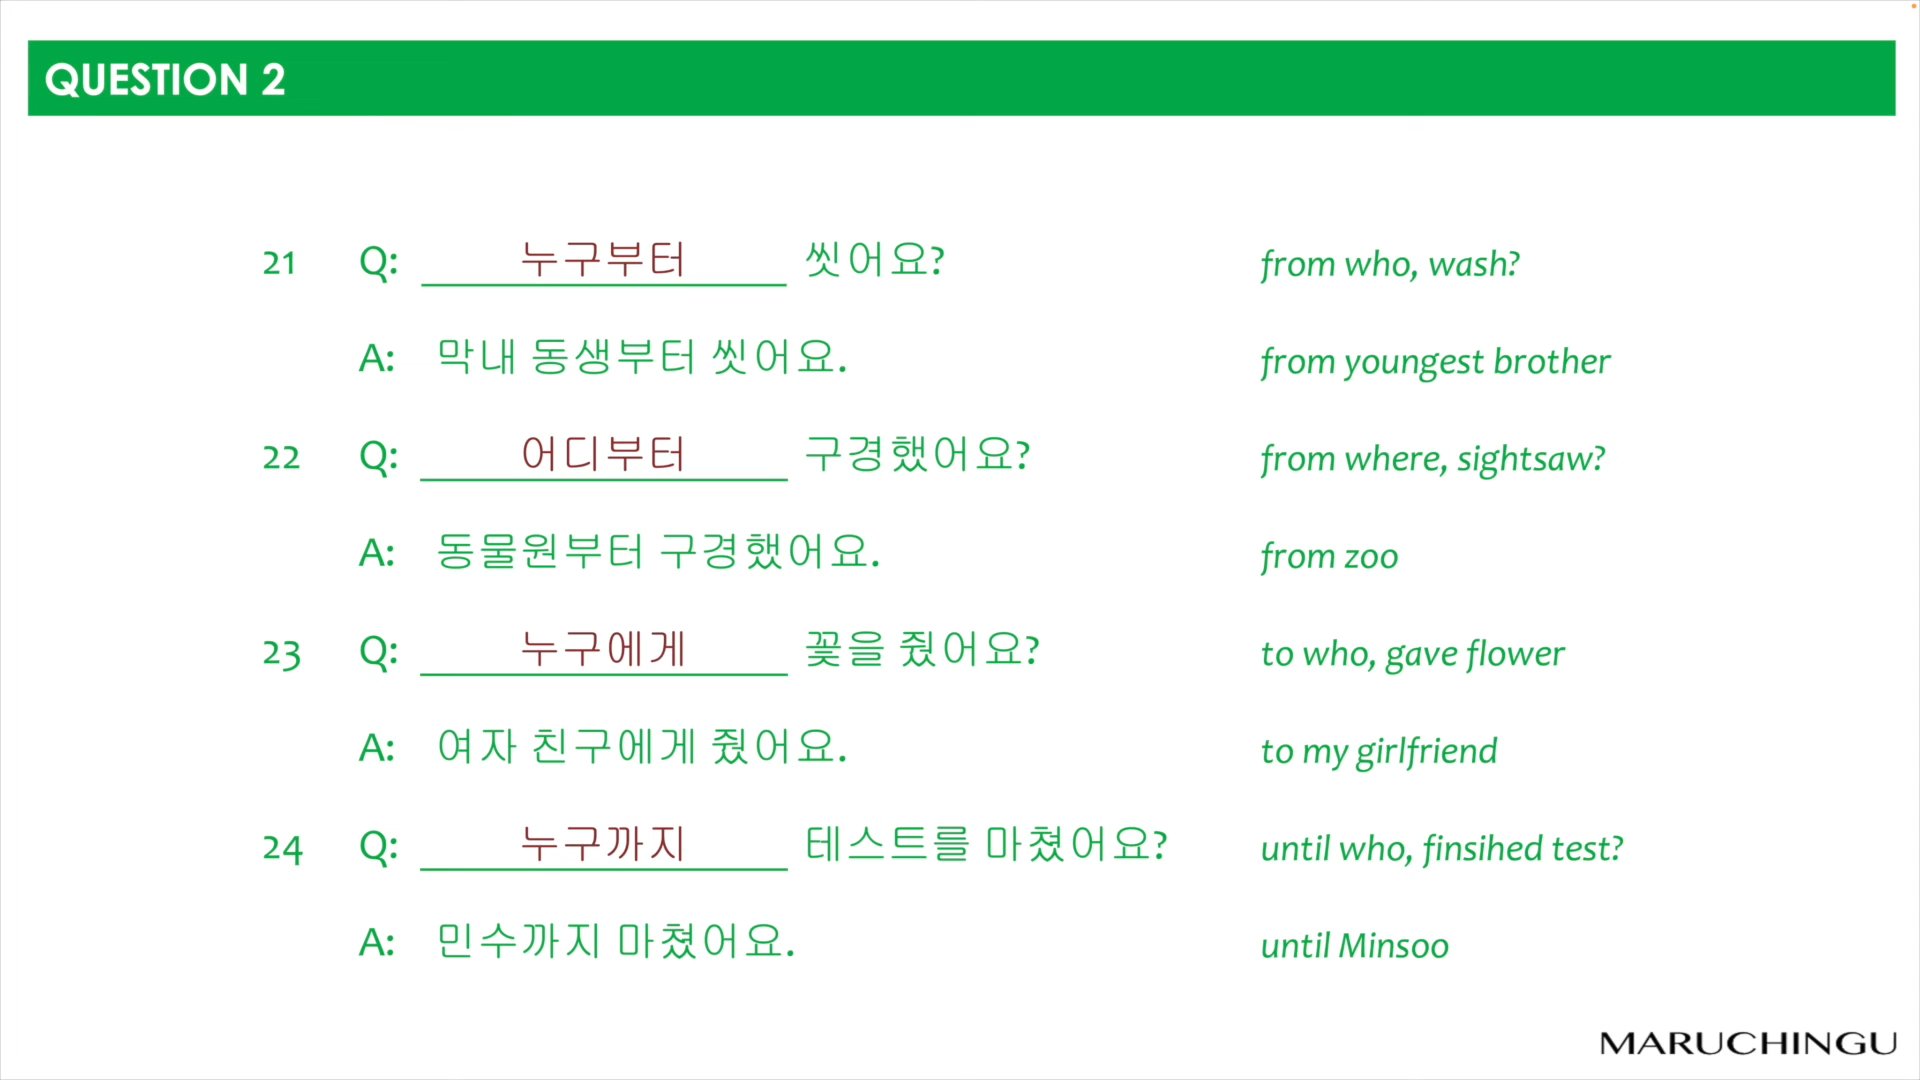 QUESTION 2
21 Q: 누구부터 씻어요? from who, wash?
A: 막내 동생부터 씻어요. from youngest brother
22 Q: 어디부터 구경했어요? from where, sightsaw?
A: 동물원부터 구경했어요. from zoo
23 Q: 누구에게 꽃을 줬어요? to who, gave flower
A: 여자 친구에게 줬어요. to my girlfriend
24 Q: 누구까지 테스트를 마쳤어요? until who, finsihed test?
A: 민수까지 마쳤어요. until Minsoo
MARUCHINGU